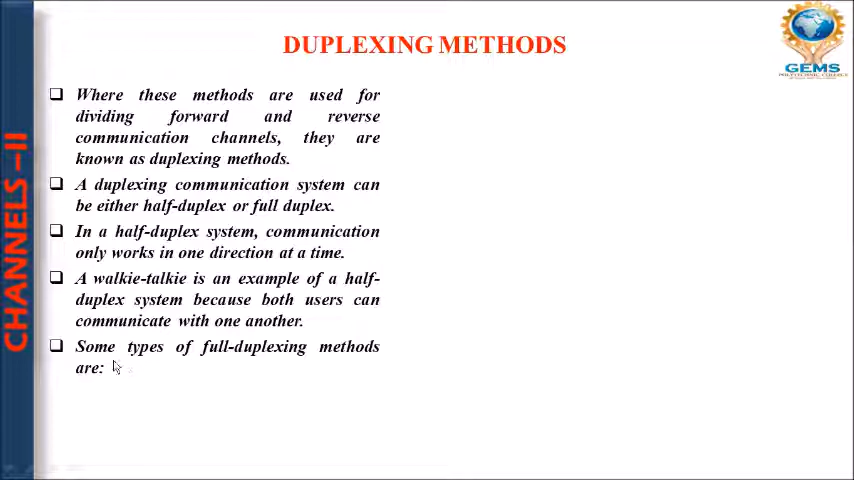 DUPLEXING METHODS
GEMS
POLYTECHNIC COLLEGE
CHANNELS –II
❑ Where these methods are used for
dividing forward and reverse
communication channels, they are
known as duplexing methods.
❑ A duplexing communication system can
be either half-duplex or full duplex.
❑ In a half-duplex system, communication
only works in one direction at a time.
❑ A walkie-talkie is an example of a half-
duplex system because both users can
communicate with one another.
❑ Some types of full-duplexing methods
are: